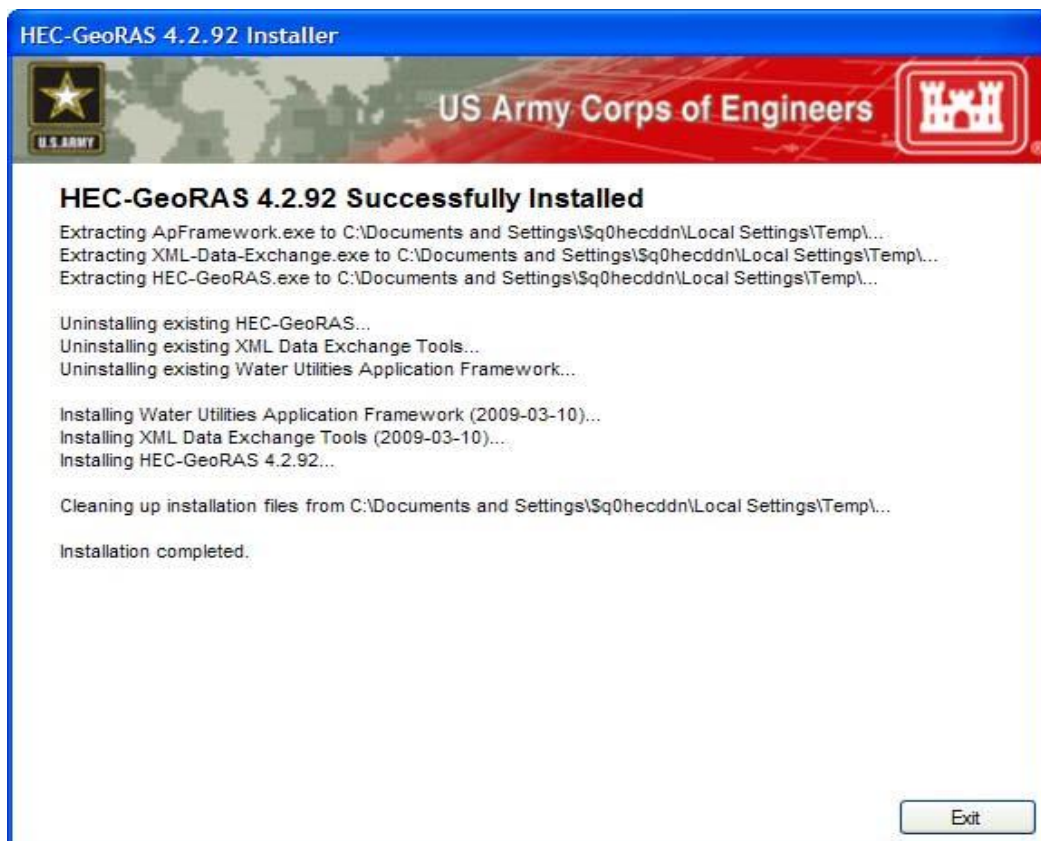 HEC-GeoRAS 4.2.92 Installer
US Army Corps of Engineers
U.S.ARMY
®
HEC-GeoRAS 4.2.92 Successfully Installed
Extracting ApFramework.exe to C:\Documents and Settings\$q0hecddn\Local Settings\Temp\...
Extracting XML-Data-Exchange.exe to C:\Documents and Settings\$q0hecddn\Local Settings\Temp\...
Extracting HEC-GeoRAS.exe to C:\Documents and Settings\$q0hecddn\Local Settings\Temp\...
Uninstalling existing HEC-GeoRAS...
Uninstalling existing XML Data Exchange Tools...
Uninstalling existing Water Utilities Application Framework...
Installing Water Utilities Application Framework (2009-03-10)...
Installing XML Data Exchange Tools (2009-03-10)...
Installing HEC-GeoRAS 4.2.92...
Cleaning up installation files from C:\Documents and Settings\$q0hecddn\Local Settings\Temp\...
Installation completed.
Exit